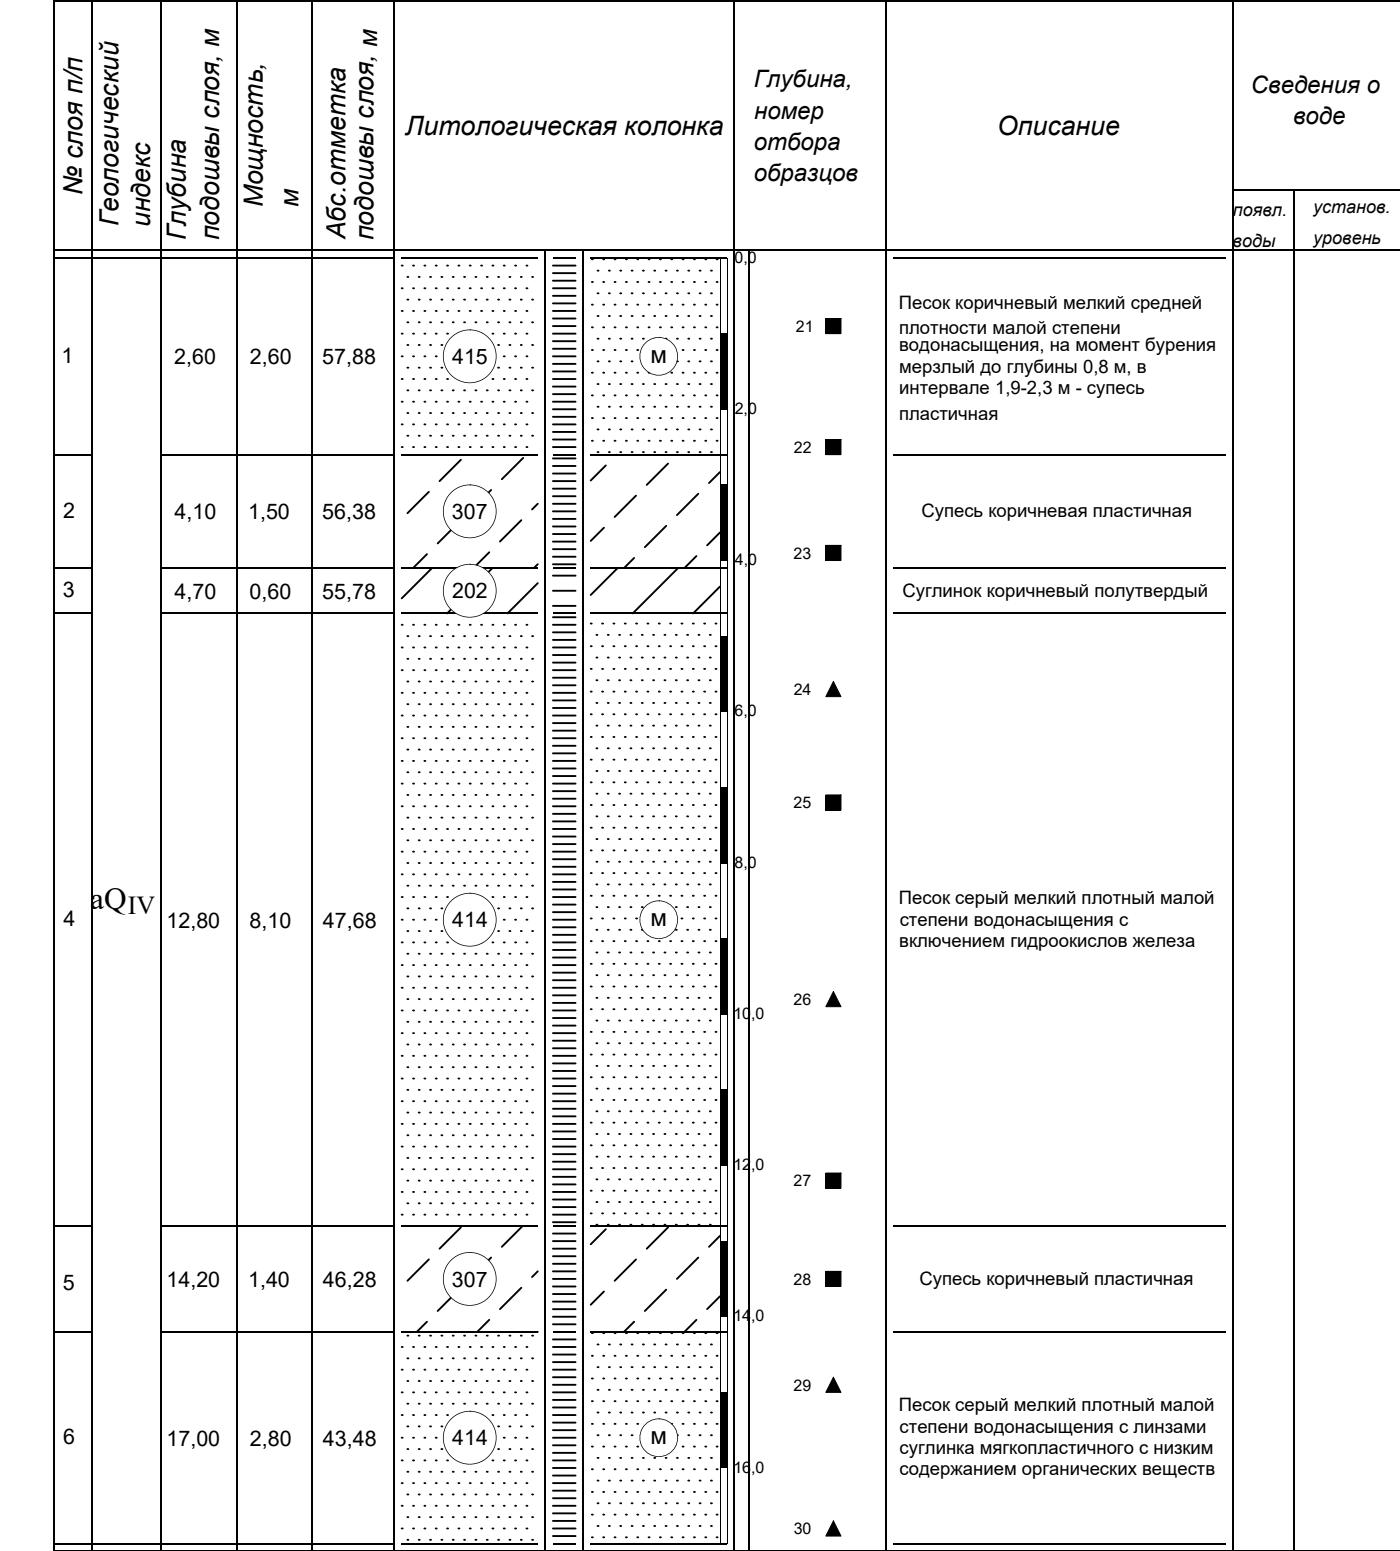 № слоя п/п
Геологический
индекс
Глубина
подошвы слоя, м
Мощность,
м
Абс.отметка
подошвы слоя, м
Литологическая колонка
Глубина,
номер
отбора
образцов
Описание
Сведения о
воде
появл.
воды
установ.
уровень
0,0
1
2,60
2,60
57,88
415
м
21
Песок коричневый мелкий средней
плотности малой степени
водонасыщения, на момент бурения
мерзлый до глубины 0,8 м, в
интервале 1,9-2,3 м - супесь
пластичная
2,0
22
2
4,10
1,50
56,38
307
Супесь коричневая пластичная
23
4,0
3
4,70
0,60
55,78
202
Суглинок коричневый полутвердый
24
6,0
25
8,0
aQIV
4
12,80
8,10
47,68
414
м
Песок серый мелкий плотный малой
степени водонасыщения с
включением гидроокислов железа
26
10,0
12,0
27
5
14,20
1,40
46,28
307
28
Супесь коричневый пластичная
14,0
29
6
17,00
2,80
43,48
414
м
Песок серый мелкий плотный малой
степени водонасыщения с линзами
суглинка мягкопластичного с низким
содержанием органических веществ
16,0
30